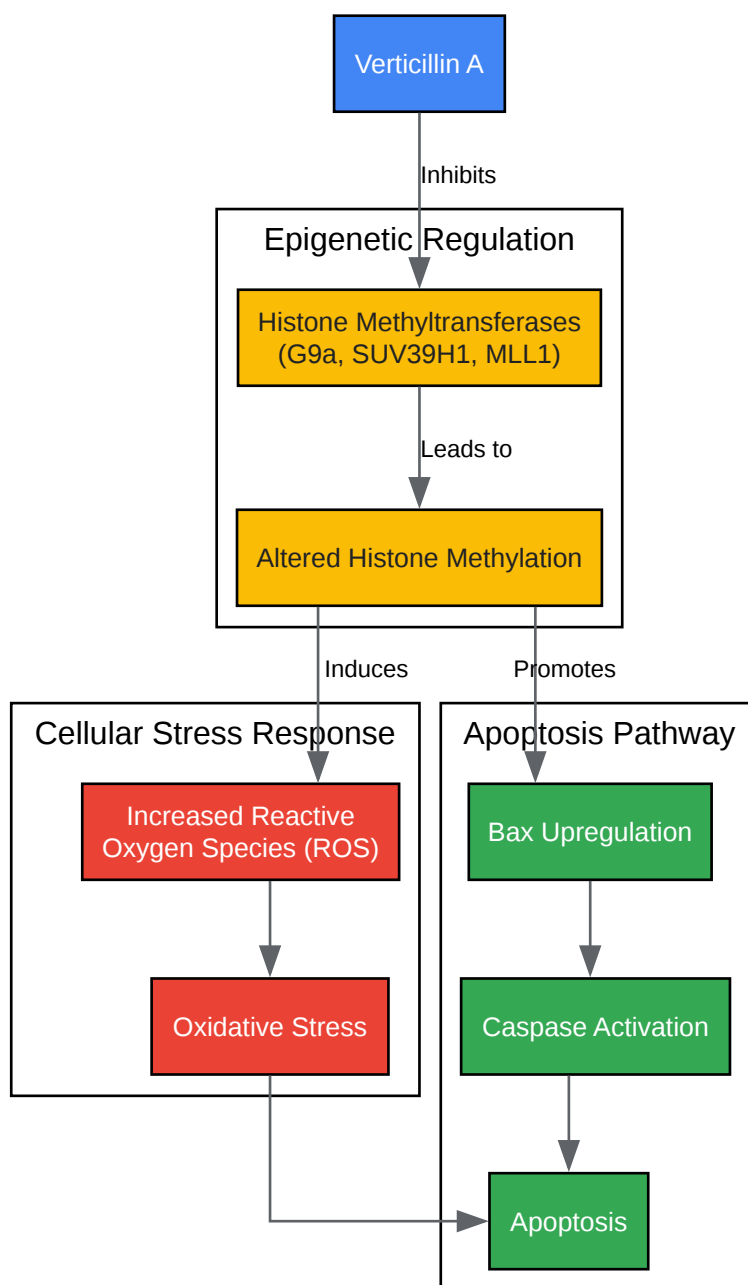 Verticillin A
Inhibits
Epigenetic Regulation
Histone Methyltransferases
(G9a, SUV39H1, MLL1)
Leads to
Altered Histone Methylation
Induces
Promotes
Cellular Stress Response
Increased Reactive
Oxygen Species (ROS)
Oxidative Stress
Apoptosis Pathway
Bax Upregulation
Caspase Activation
Apoptosis